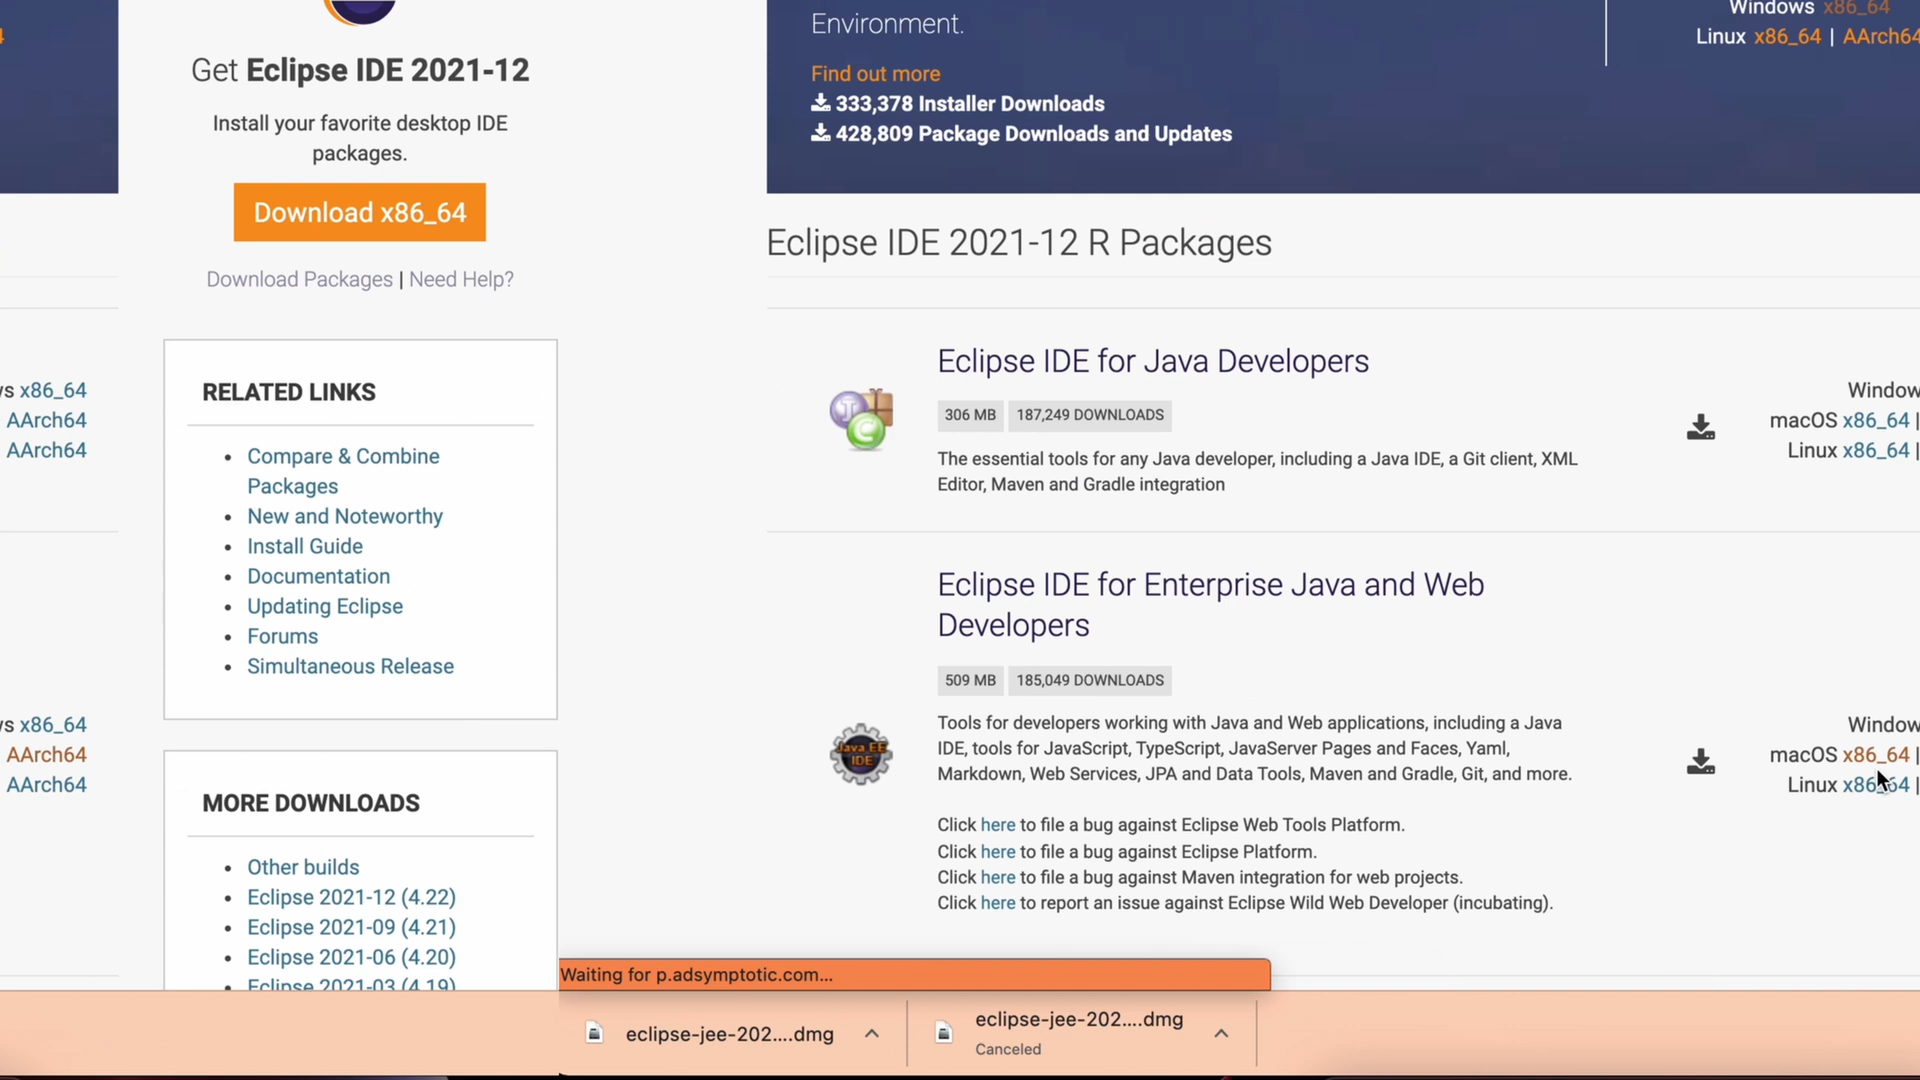 Get Eclipse IDE 2021-12
Install your favorite desktop IDE
packages.
Download x86_64
Download Packages | Need Help?
x86_64
AArch64
AArch64
x86_64
AArch64
AArch64
RELATED LINKS
Compare & Combine
Packages
New and Noteworthy
Install Guide
Documentation
Updating Eclipse
Forums
Simultaneous Release
MORE DOWNLOADS
Other builds
Eclipse 2021-12 (4.22)
Eclipse 2021-09 (4.21)
Eclipse 2021-06 (4.20)
Eclipse 2021-03 (4.19)
Environment.
Find out more
333,378 Installer Downloads
428,809 Package Downloads and Updates
Windows x86_64
Linux x86_64 | AArch64
Eclipse IDE 2021-12 R Packages
Eclipse IDE for Java Developers
306 MB 187,249 DOWNLOADS
The essential tools for any Java developer, including a Java IDE, a Git client, XML
Editor, Maven and Gradle integration
Window
macOS x86_64 |
Linux x86_64 |
Eclipse IDE for Enterprise Java and Web
Developers
509 MB 185,049 DOWNLOADS
Java EE
IDE
Tools for developers working with Java and Web applications, including a Java
IDE, tools for JavaScript, TypeScript, JavaServer Pages and Faces, Yaml,
Markdown, Web Services, JPA and Data Tools, Maven and Gradle, Git, and more.
Click here to file a bug against Eclipse Web Tools Platform.
Click here to file a bug against Eclipse Platform.
Click here to file a bug against Maven integration for web projects.
Click here to report an issue against Eclipse Wild Web Developer (incubating).
Window
macOS x86_64 |
Linux x86_64 |
Waiting for p.adsymptotic.com...
eclipse-jee-202....dmg
eclipse-jee-202....dmg
Canceled